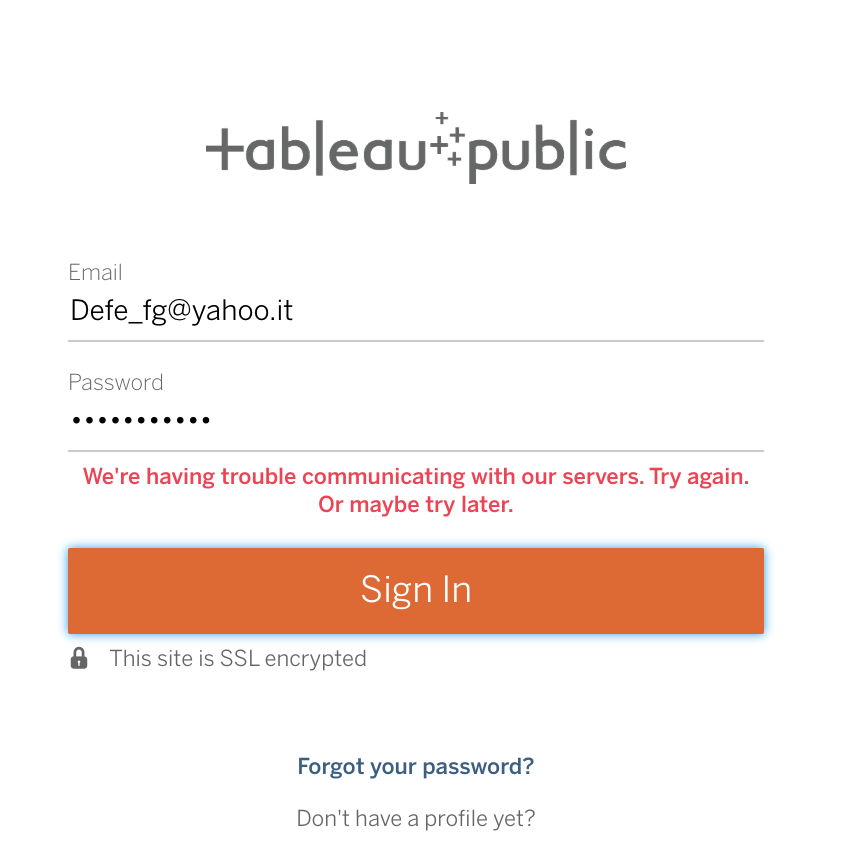 tableau public
Email
Defe_fg@yahoo.it
Password
•••••••••••
We're having trouble communicating with our servers. Try again.
Or maybe try later.
Sign In
This site is SSL encrypted
Forgot your password?
Don't have a profile yet?